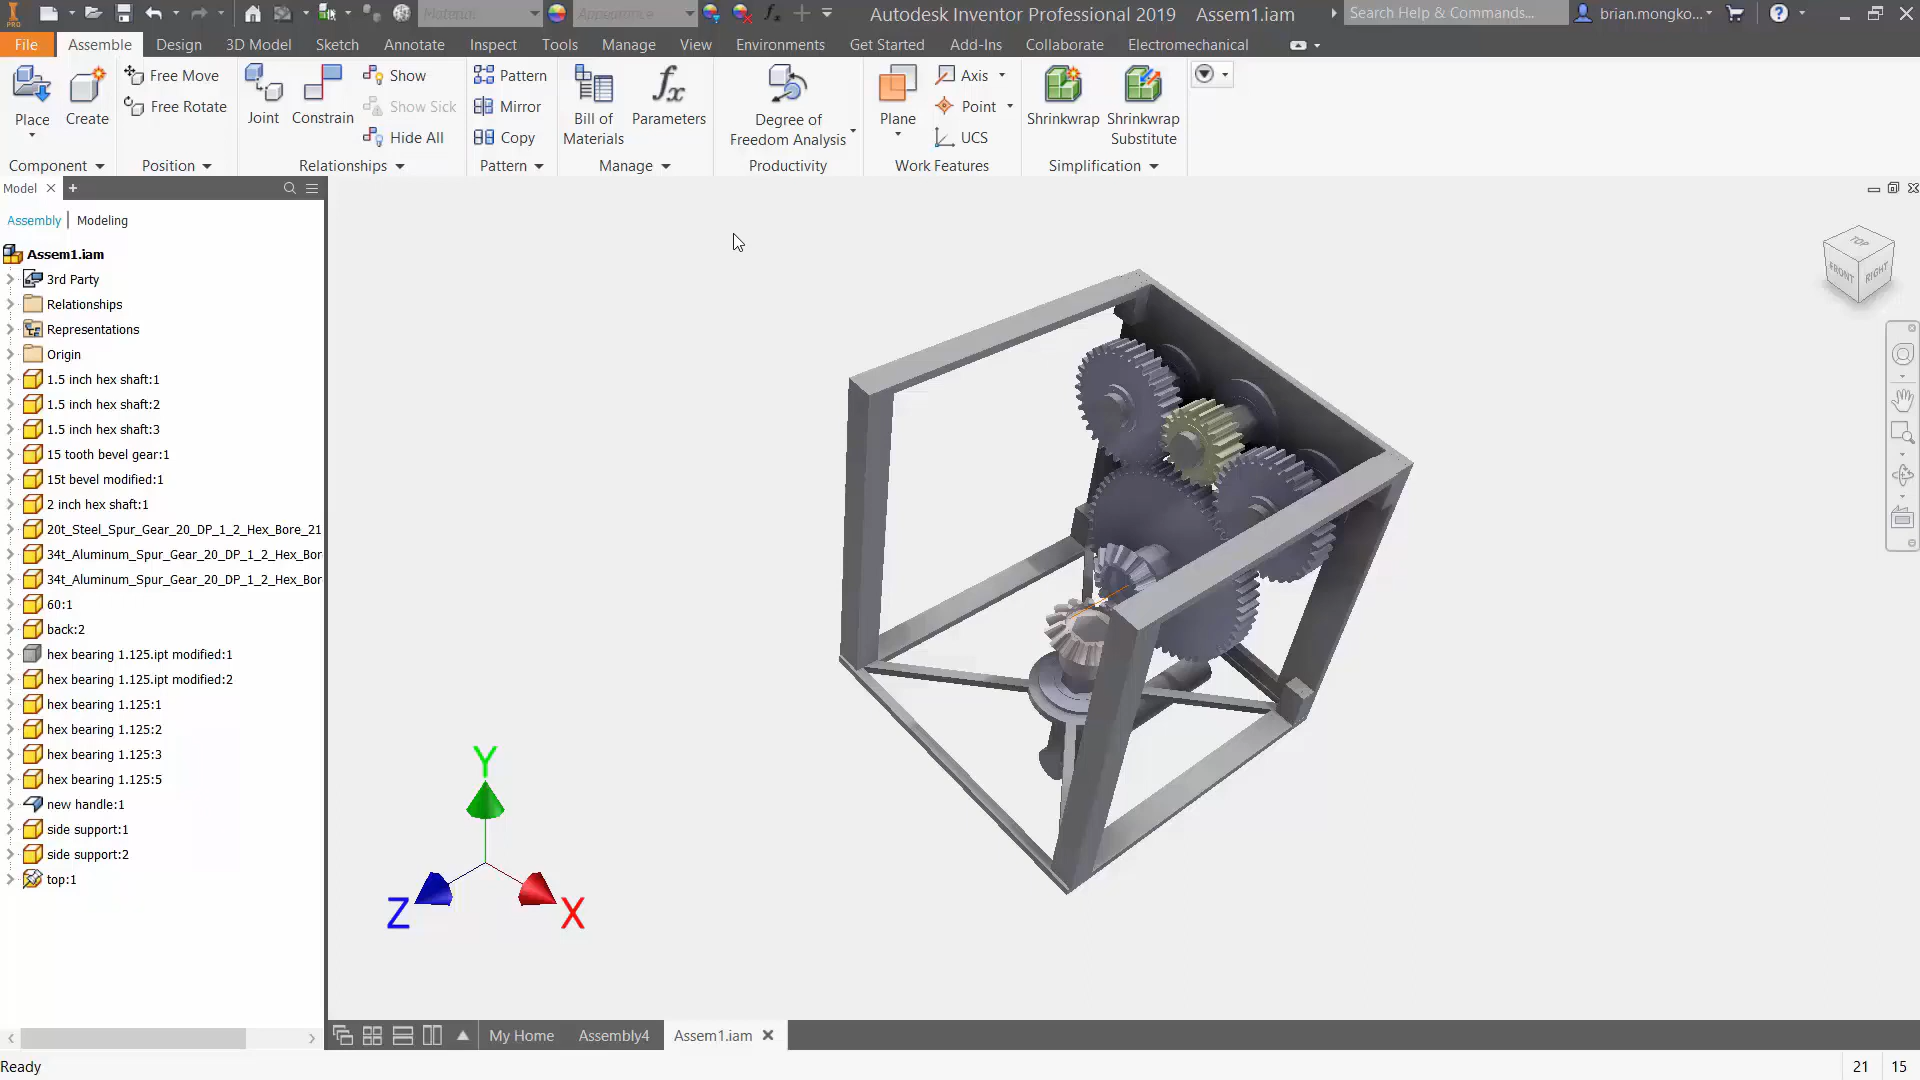 Material
Appearance
Autodesk Inventor Professional 2019 Assem1.iam
Search Help & Commands...
brian.mongko...
PRO
File Assemble Design 3D Model Sketch Annotate Inspect Tools Manage View Environments Get Started Add-Ins Collaborate Electromechanical
Place
Create
Free Move
Free Rotate
Joint
Constrain
Show
Show Sick
Hide All
Pattern
Mirror
Copy
Bill of
Materials
Parameters
Degree of
Freedom Analysis
Plane
Axis
Point
UCS
Shrinkwrap
Shrinkwrap
Substitute
Component Position Relationships Pattern Manage Productivity Work Features Simplification
Model
Assembly | Modeling
Assem1.iam
3rd Party
Relationships
Representations
Origin
1.5 inch hex shaft:1
1.5 inch hex shaft:2
1.5 inch hex shaft:3
15 tooth bevel gear:1
15t bevel modified:1
2 inch hex shaft:1
20t_Steel_Spur_Gear_20_DP_1_2_Hex_Bore_21
34t_Aluminum_Spur_Gear_20_DP_1_2_Hex_Bor
34t_Aluminum_Spur_Gear_20_DP_1_2_Hex_Bor
60:1
back:2
hex bearing 1.125.ipt modified:1
hex bearing 1.125.ipt modified:2
hex bearing 1.125:1
hex bearing 1.125:2
hex bearing 1.125:3
hex bearing 1.125:5
new handle:1
side support:1
side support:2
top:1
TOP
FRONT
RIGHT
Y
Z
X
My Home Assembly4 Assem1.iam
Ready
21 15